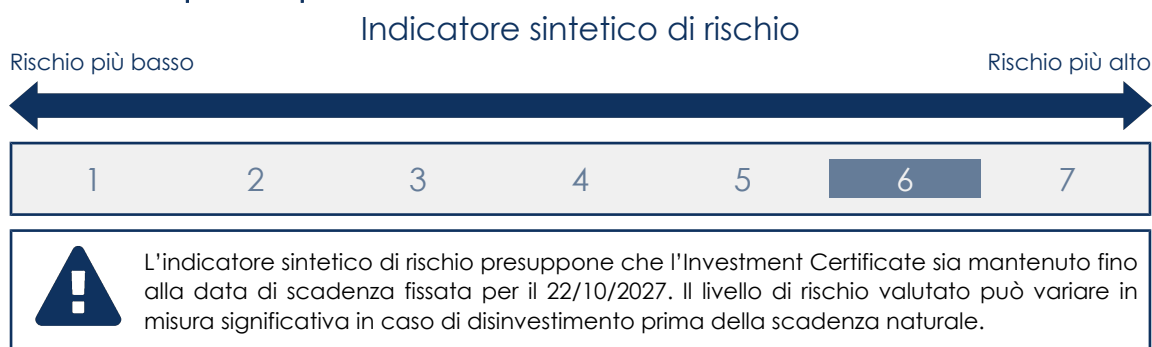 Indicatore sintetico di rischio
Rischio più basso
Rischio più alto
1 2 3 4 5 6 7
L'indicatore sintetico di rischio presuppone che l'Investment Certificate sia mantenuto fino
alla data di scadenza fissata per il 22/10/2027. Il livello di rischio valutato può variare in
misura significativa in caso di disinvestimento prima della scadenza naturale.